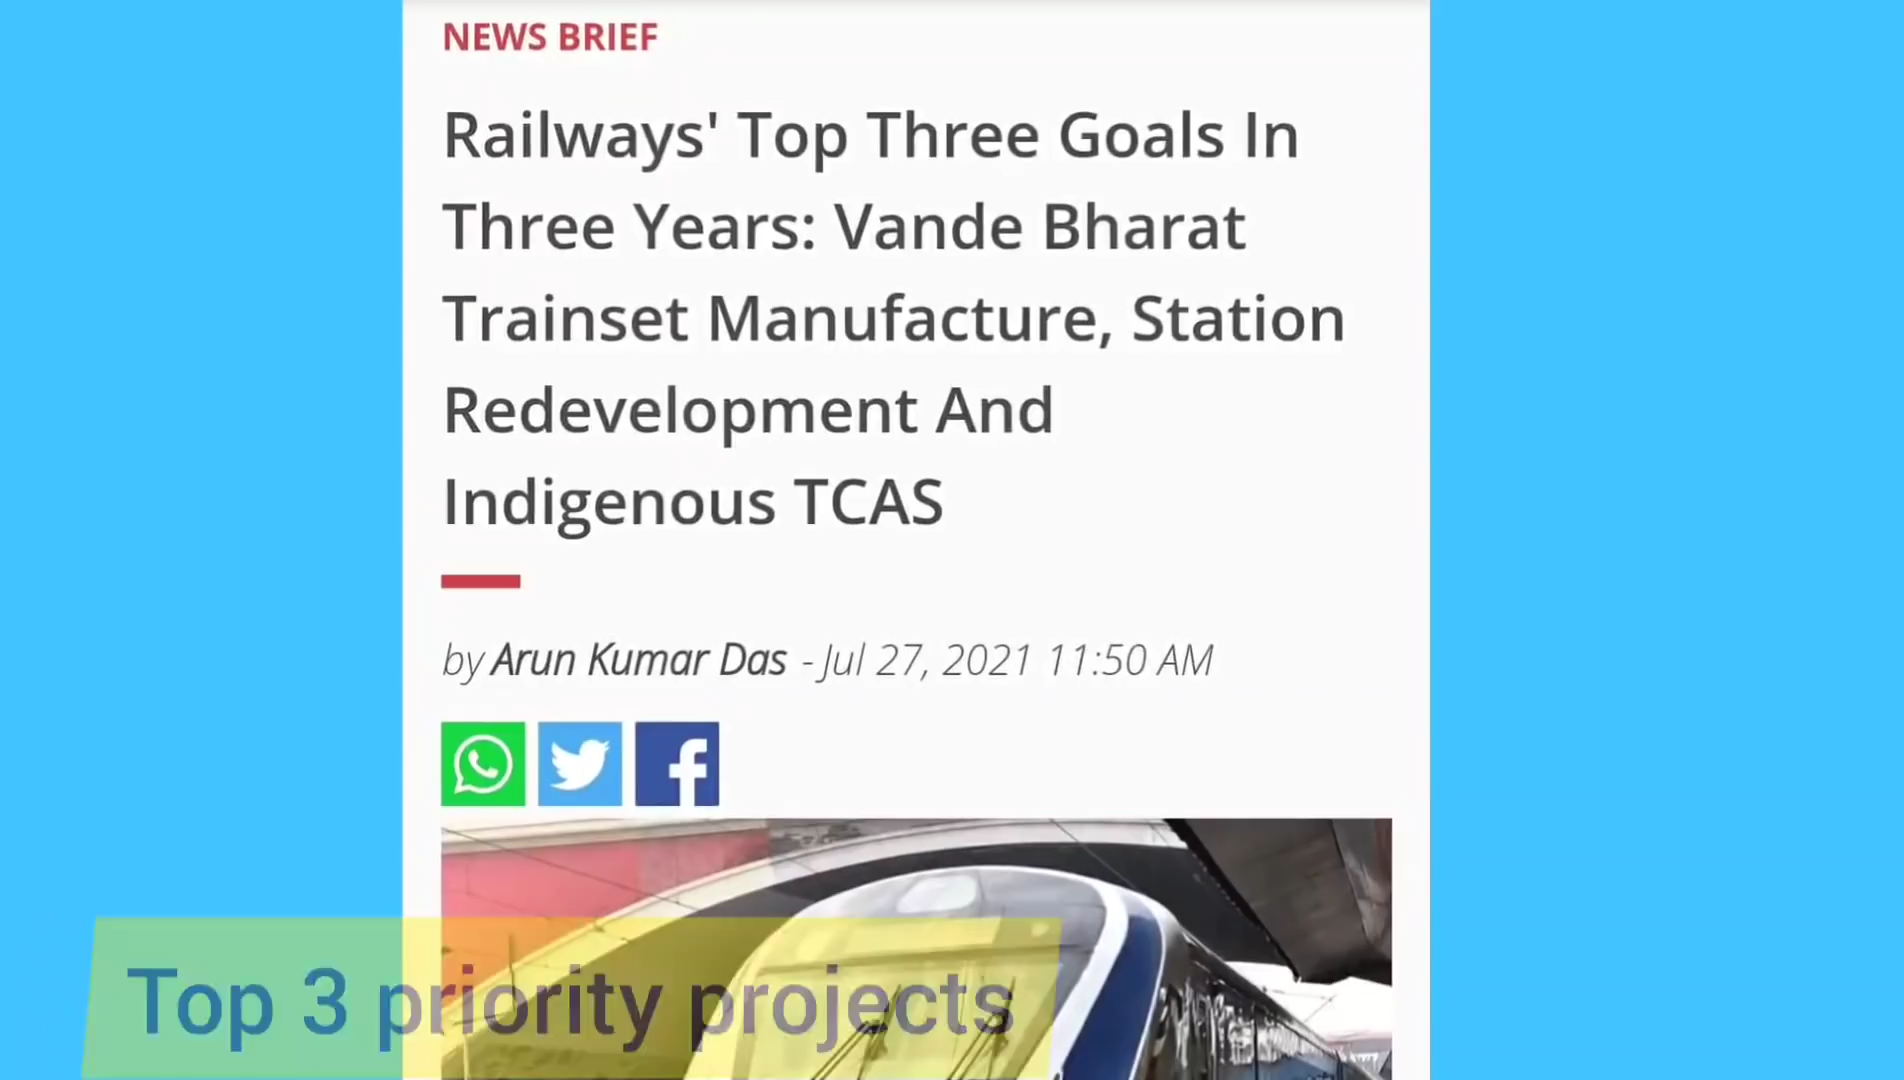 NEWS BRIEF
Railways' Top Three Goals In
Three Years: Vande Bharat
Trainset Manufacture, Station
Redevelopment And
Indigenous TCAS
by Arun Kumar Das - Jul 27, 2021 11:50 AM
Top 3 priority projects